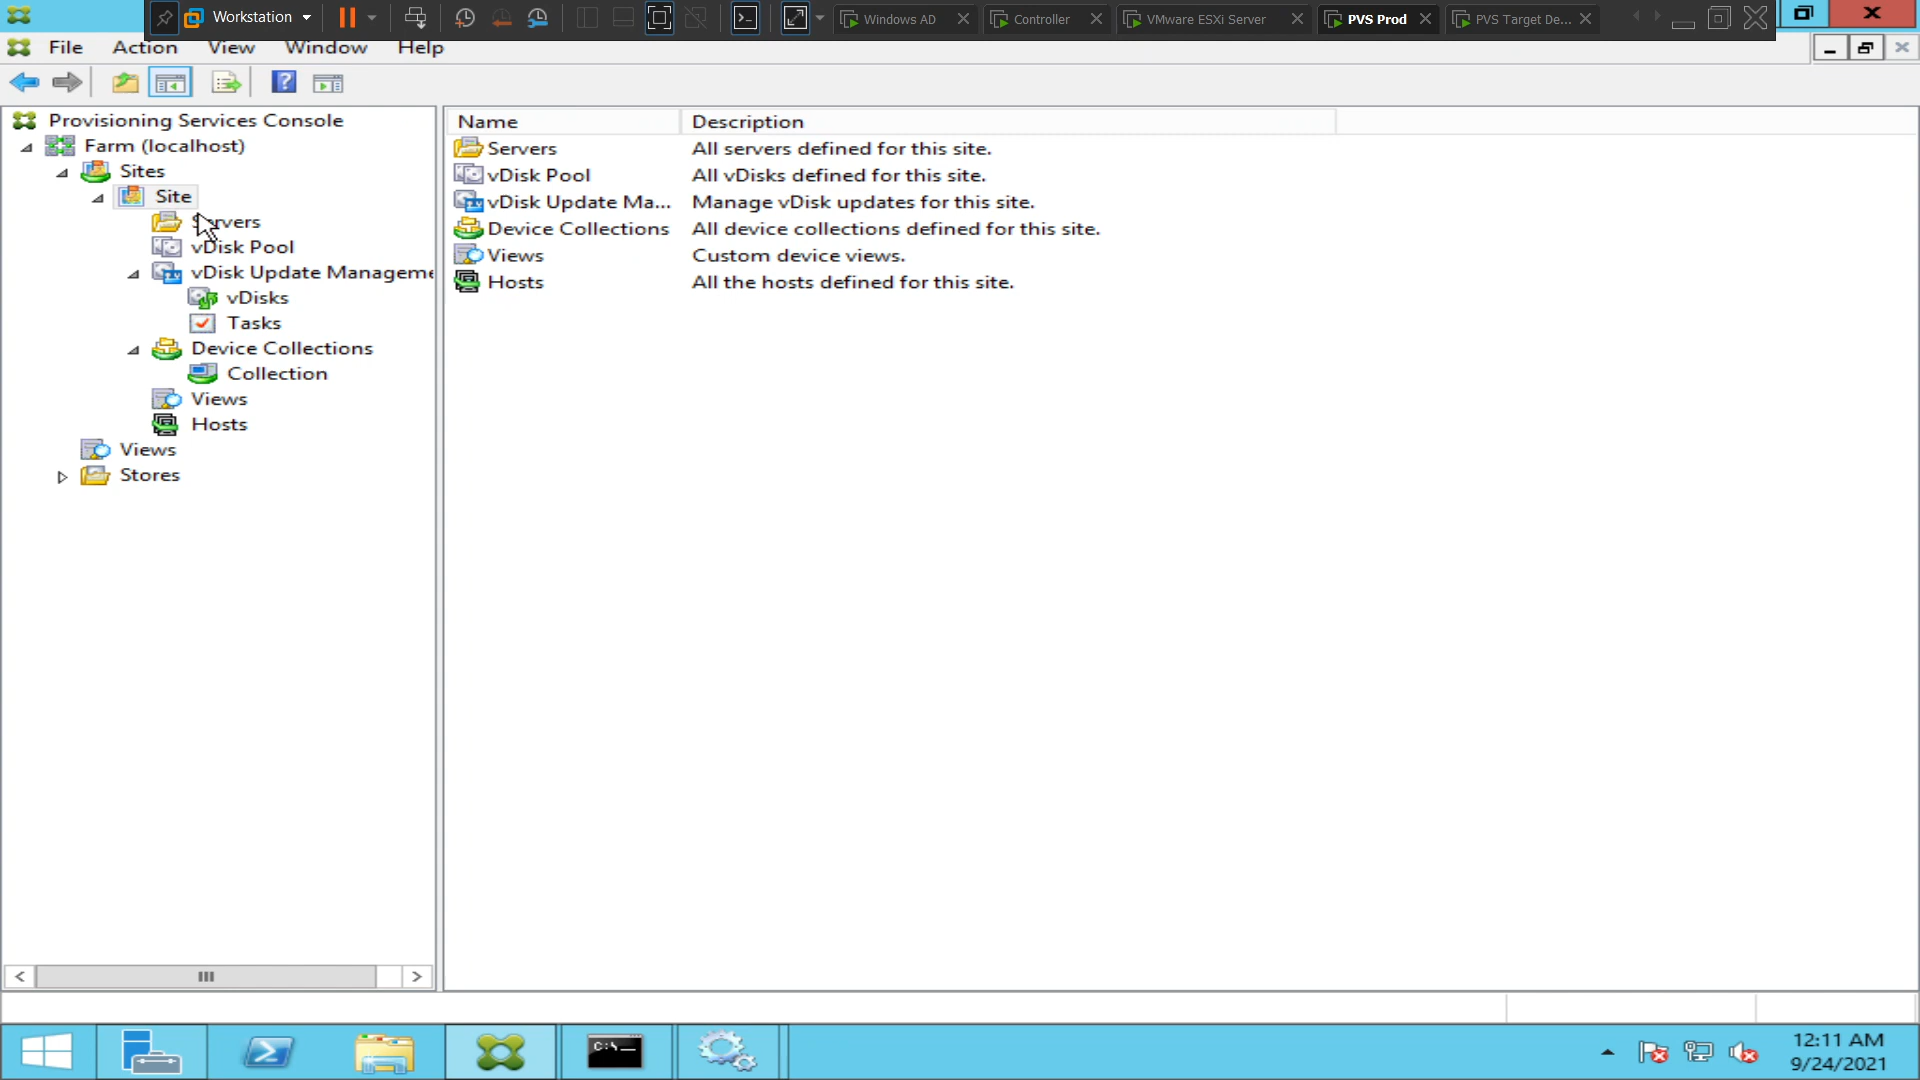 Workstation
Windows AD
Controller
VMware ESXi Server
PVS Prod
PVS Target De...
File Action View Window Help
Provisioning Services Console
Farm (localhost)
Sites
Site
Servers
vDisk Pool
vDisk Update Manageme
vDisks
Tasks
Device Collections
Collection
Views
Hosts
Views
Stores
Name Description
Servers All servers defined for this site.
vDisk Pool All vDisks defined for this site.
vDisk Update Ma... Manage vDisk updates for this site.
Device Collections All device collections defined for this site.
Views Custom device views.
Hosts All the hosts defined for this site.
C:\
12:11 AM
9/24/2021